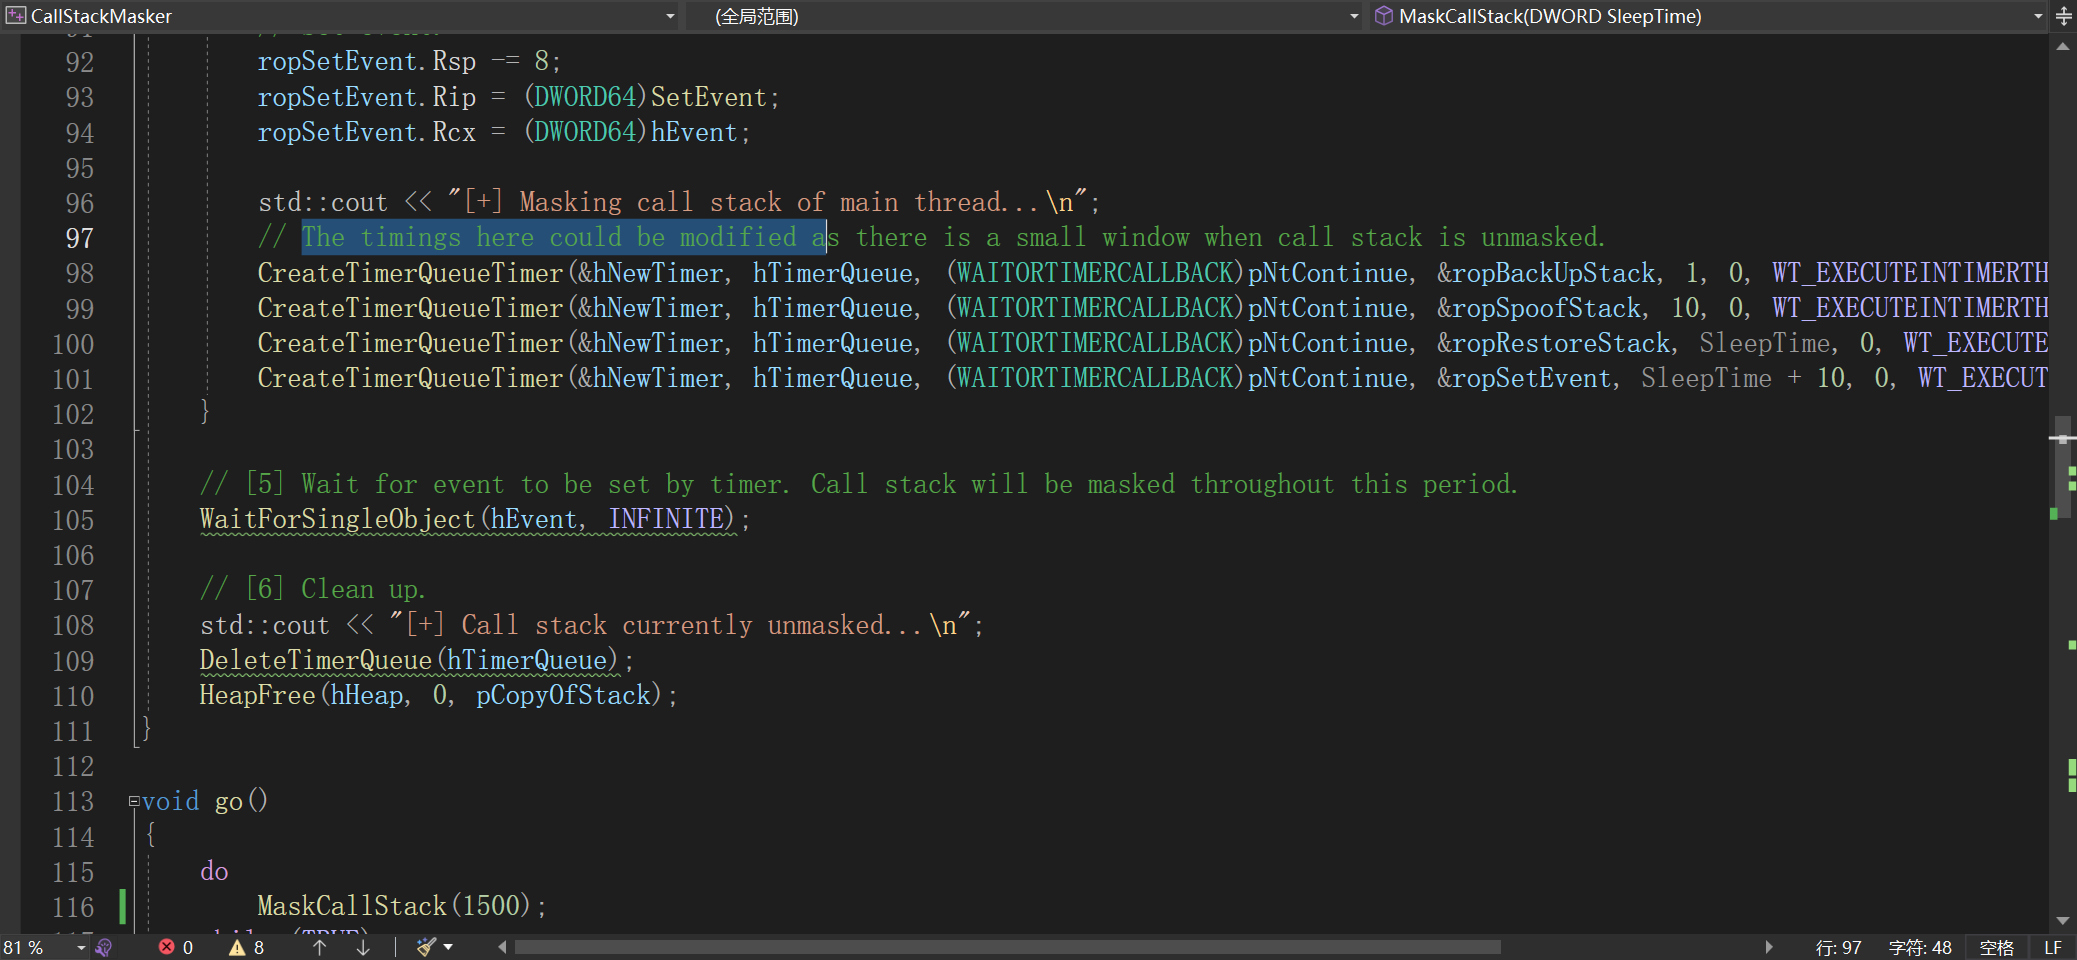 CallStackMasker (全局范围) MaskCallStack(DWORD SleepTime)
92 ropSetEvent.Rsp -= 8;
93 ropSetEvent.Rip = (DWORD64)SetEvent;
94 ropSetEvent.Rcx = (DWORD64)hEvent;
95
96 std::cout << "[+] Masking call stack of main thread...\n";
97 // The timings here could be modified as there is a small window when call stack is unmasked.
98 CreateTimerQueueTimer(&hNewTimer, hTimerQueue, (WAITORTIMERCALLBACK)pNtContinue, &ropBackUpStack, 1, 0, WT_EXECUTEINTIMERTH
99 CreateTimerQueueTimer(&hNewTimer, hTimerQueue, (WAITORTIMERCALLBACK)pNtContinue, &ropSpoofStack, 10, 0, WT_EXECUTEINTIMERTH
100 CreateTimerQueueTimer(&hNewTimer, hTimerQueue, (WAITORTIMERCALLBACK)pNtContinue, &ropRestoreStack, SleepTime, 0, WT_EXECUTE
101 CreateTimerQueueTimer(&hNewTimer, hTimerQueue, (WAITORTIMERCALLBACK)pNtContinue, &ropSetEvent, SleepTime + 10, 0, WT_EXECUT
102 }
103
104 // [5] Wait for event to be set by timer. Call stack will be masked throughout this period.
105 WaitForSingleObject(hEvent, INFINITE);
106
107 // [6] Clean up.
108 std::cout << "[+] Call stack currently unmasked...\n";
109 DeleteTimerQueue(hTimerQueue);
110 HeapFree(hHeap, 0, pCopyOfStack);
111 }
112
113 void go()
114 {
115 do
116 MaskCallStack(1500);
81 % 0 8 行: 97 字符: 48 空格 LF